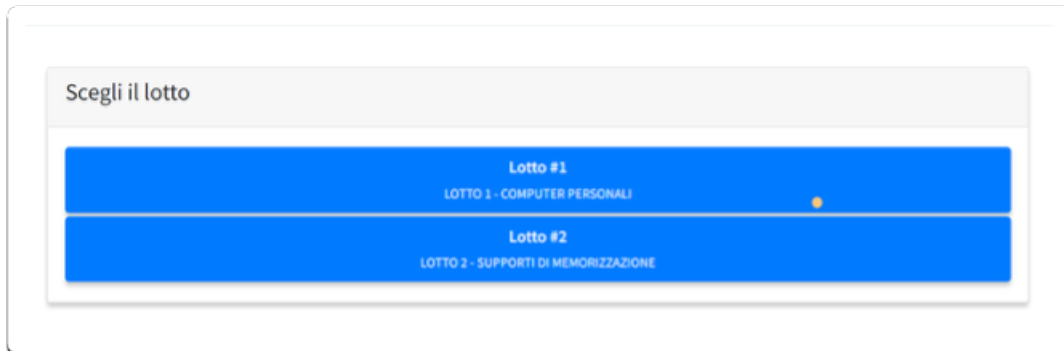 Scegli il lotto
Lotto #1
LOTTO 1 - COMPUTER PERSONALI
Lotto #2
LOTTO 2 - SUPPORTI DI MEMORIZZAZIONE